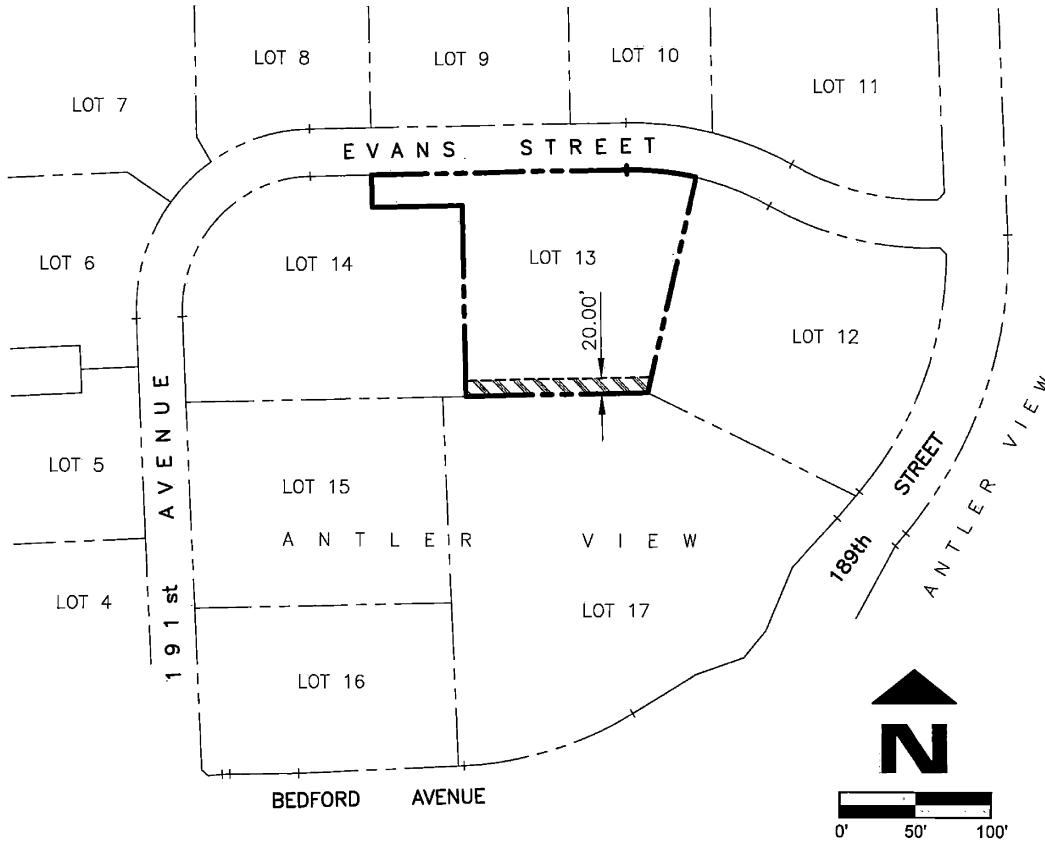 LOT 8
LOT 9
LOT 10
LOT 11
LOT 7
EVANS STREET
LOT 6
LOT 14
LOT 13
20.00'
LOT 12
191st AVENUE
LOT 5
LOT 15
189th STREET
ANTLER VIEW
ANTLER VIEW
LOT 4
LOT 17
LOT 16
BEDFORD AVENUE
N
0' 50' 100'